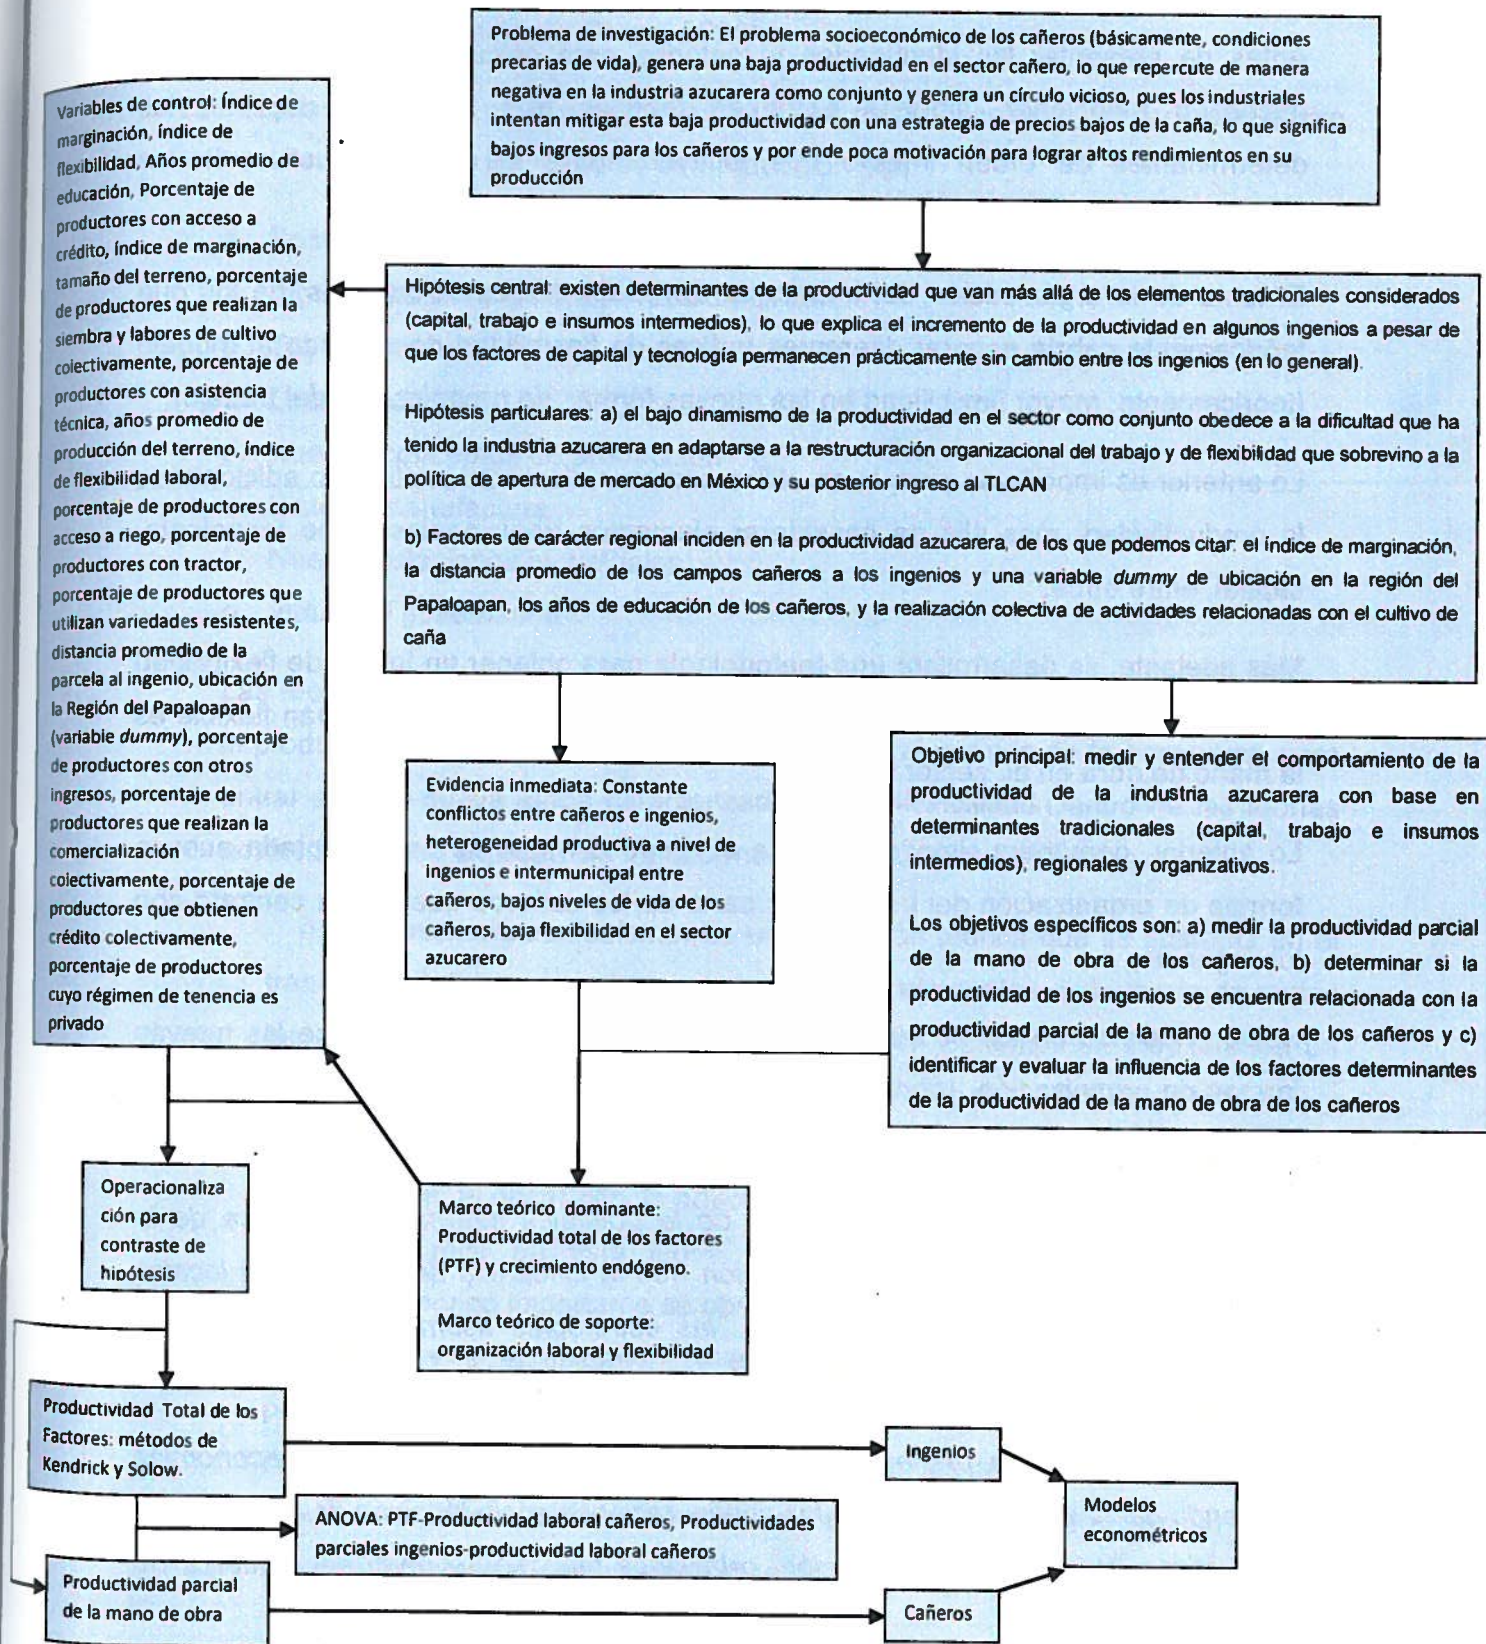 Problema de investigación: El problema socioeconómico de los cañeros (básicamente, condiciones
precarias de vida), genera una baja productividad en el sector cañero, lo que repercute de manera
negativa en la industria azucarera como conjunto y genera un círculo vicioso, pues los industriales
intentan mitigar esta baja productividad con una estrategia de precios bajos de la caña, lo que significa
bajos ingresos para los cañeros y por ende poca motivación para lograr altos rendimientos en su
producción
Variables de control: Índice de
marginación, índice de
flexibilidad, Años promedio de
educación, Porcentaje de
productores con acceso a
crédito, índice de marginación,
tamaño del terreno, porcentaje
de productores que realizan la
siembra y labores de cultivo
colectivamente, porcentaje de
productores con asistencia
técnica, años promedio de
producción del terreno, índice
de flexibilidad laboral,
porcentaje de productores con
acceso a riego, porcentaje de
productores con tractor,
porcentaje de productores que
utilizan variedades resistentes,
distancia promedio de la
parcela al ingenio, ubicación en
la Región del Papaloapan
(variable dummy), porcentaje
de productores con otros
ingresos, porcentaje de
productores que realizan la
comercialización
colectivamente, porcentaje de
productores que obtienen
crédito colectivamente,
porcentaje de productores
cuyo régimen de tenencia es
privado
Hipótesis central: existen determinantes de la productividad que van más allá de los elementos tradicionales considerados
(capital, trabajo e insumos intermedios), lo que explica el incremento de la productividad en algunos ingenios a pesar de
que los factores de capital y tecnología permanecen prácticamente sin cambio entre los ingenios (en lo general).
Hipótesis particulares: a) el bajo dinamismo de la productividad en el sector como conjunto obedece a la dificultad que ha
tenido la industria azucarera en adaptarse a la restructuración organizacional del trabajo y de flexibilidad que sobrevino a la
política de apertura de mercado en México y su posterior ingreso al TLCAN
b) Factores de carácter regional inciden en la productividad azucarera, de los que podemos citar: el índice de marginación,
la distancia promedio de los campos cañeros a los ingenios y una variable dummy de ubicación en la región del
Papaloapan, los años de educación de los cañeros, y la realización colectiva de actividades relacionadas con el cultivo de
caña
Evidencia inmediata: Constante
conflictos entre cañeros e ingenios,
heterogeneidad productiva a nivel de
ingenios e intermunicipal entre
cañeros, bajos niveles de vida de los
cañeros, baja flexibilidad en el sector
azucarero
Objetivo principal: medir y entender el comportamiento de la
productividad de la industria azucarera con base en
determinantes tradicionales (capital, trabajo e insumos
intermedios), regionales y organizativos.
Los objetivos específicos son: a) medir la productividad parcial
de la mano de obra de los cañeros, b) determinar si la
productividad de los ingenios se encuentra relacionada con la
productividad parcial de la mano de obra de los cañeros y c)
identificar y evaluar la influencia de los factores determinantes
de la productividad de la mano de obra de los cañeros
Operacionaliza
ción para
contraste de
hipótesis
Marco teórico dominante:
Productividad total de los factores
(PTF) y crecimiento endógeno.
Marco teórico de soporte:
organización laboral y flexibilidad
Productividad Total de los
Factores: métodos de
Kendrick y Solow.
Ingenios
Modelos
econométricos
ANOVA: PTF-Productividad laboral cañeros, Productividades
parciales ingenios-productividad laboral cañeros
Productividad parcial
de la mano de obra
Cañeros